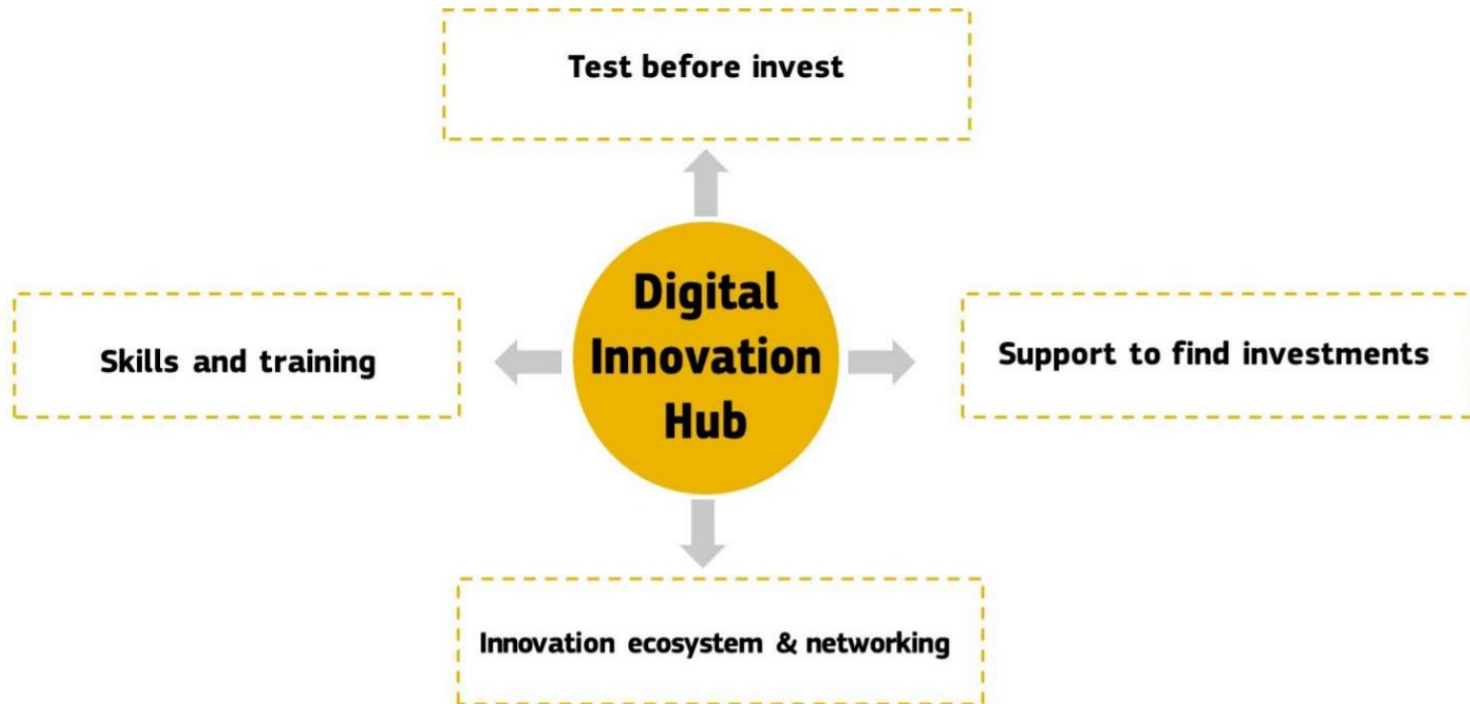 Test before invest
Digital
Innovation
Hub
Skills and training
Support to find investments
Innovation ecosystem & networking